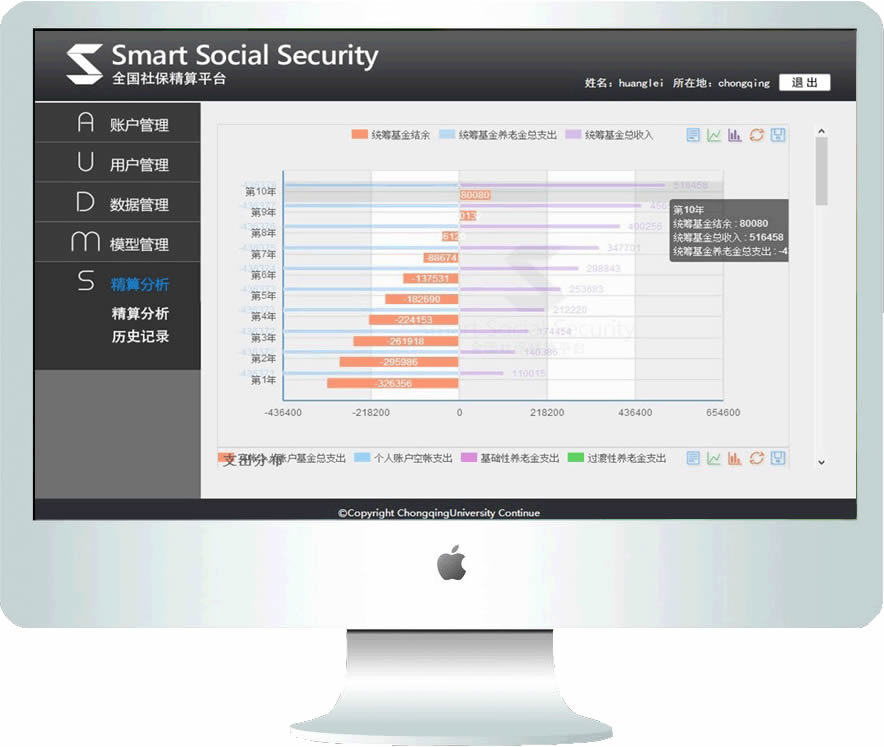 Smart Social Security
全国社保精算平台
姓名：huanglei 所在地：chongqing 退出
A 账户管理
U 用户管理
D 数据管理
M 模型管理
S 精算分析
精算分析
历史记录
统筹基金结余 统筹基金养老金总支出 统筹基金总收入
第10年 80080 516458
第9年
第8年 400256
第7年 -88674 347701
第6年 -137531 298843
第5年 -182690 253683
第4年 -224153 212220
第3年 -261918 174454
第2年 -295986 140386
第1年 -326356 110015
第10年
统筹基金结余 : 80080
统筹基金总收入 : 516458
统筹基金养老金总支出 : -4
Smart Social Security
-436400 -218200 0 218200 436400 654600
支出分布
账户基金总支出 个人账户空帐支出 基础性养老金支出 过渡性养老金支出
©Copyright ChongqingUniversity Continue